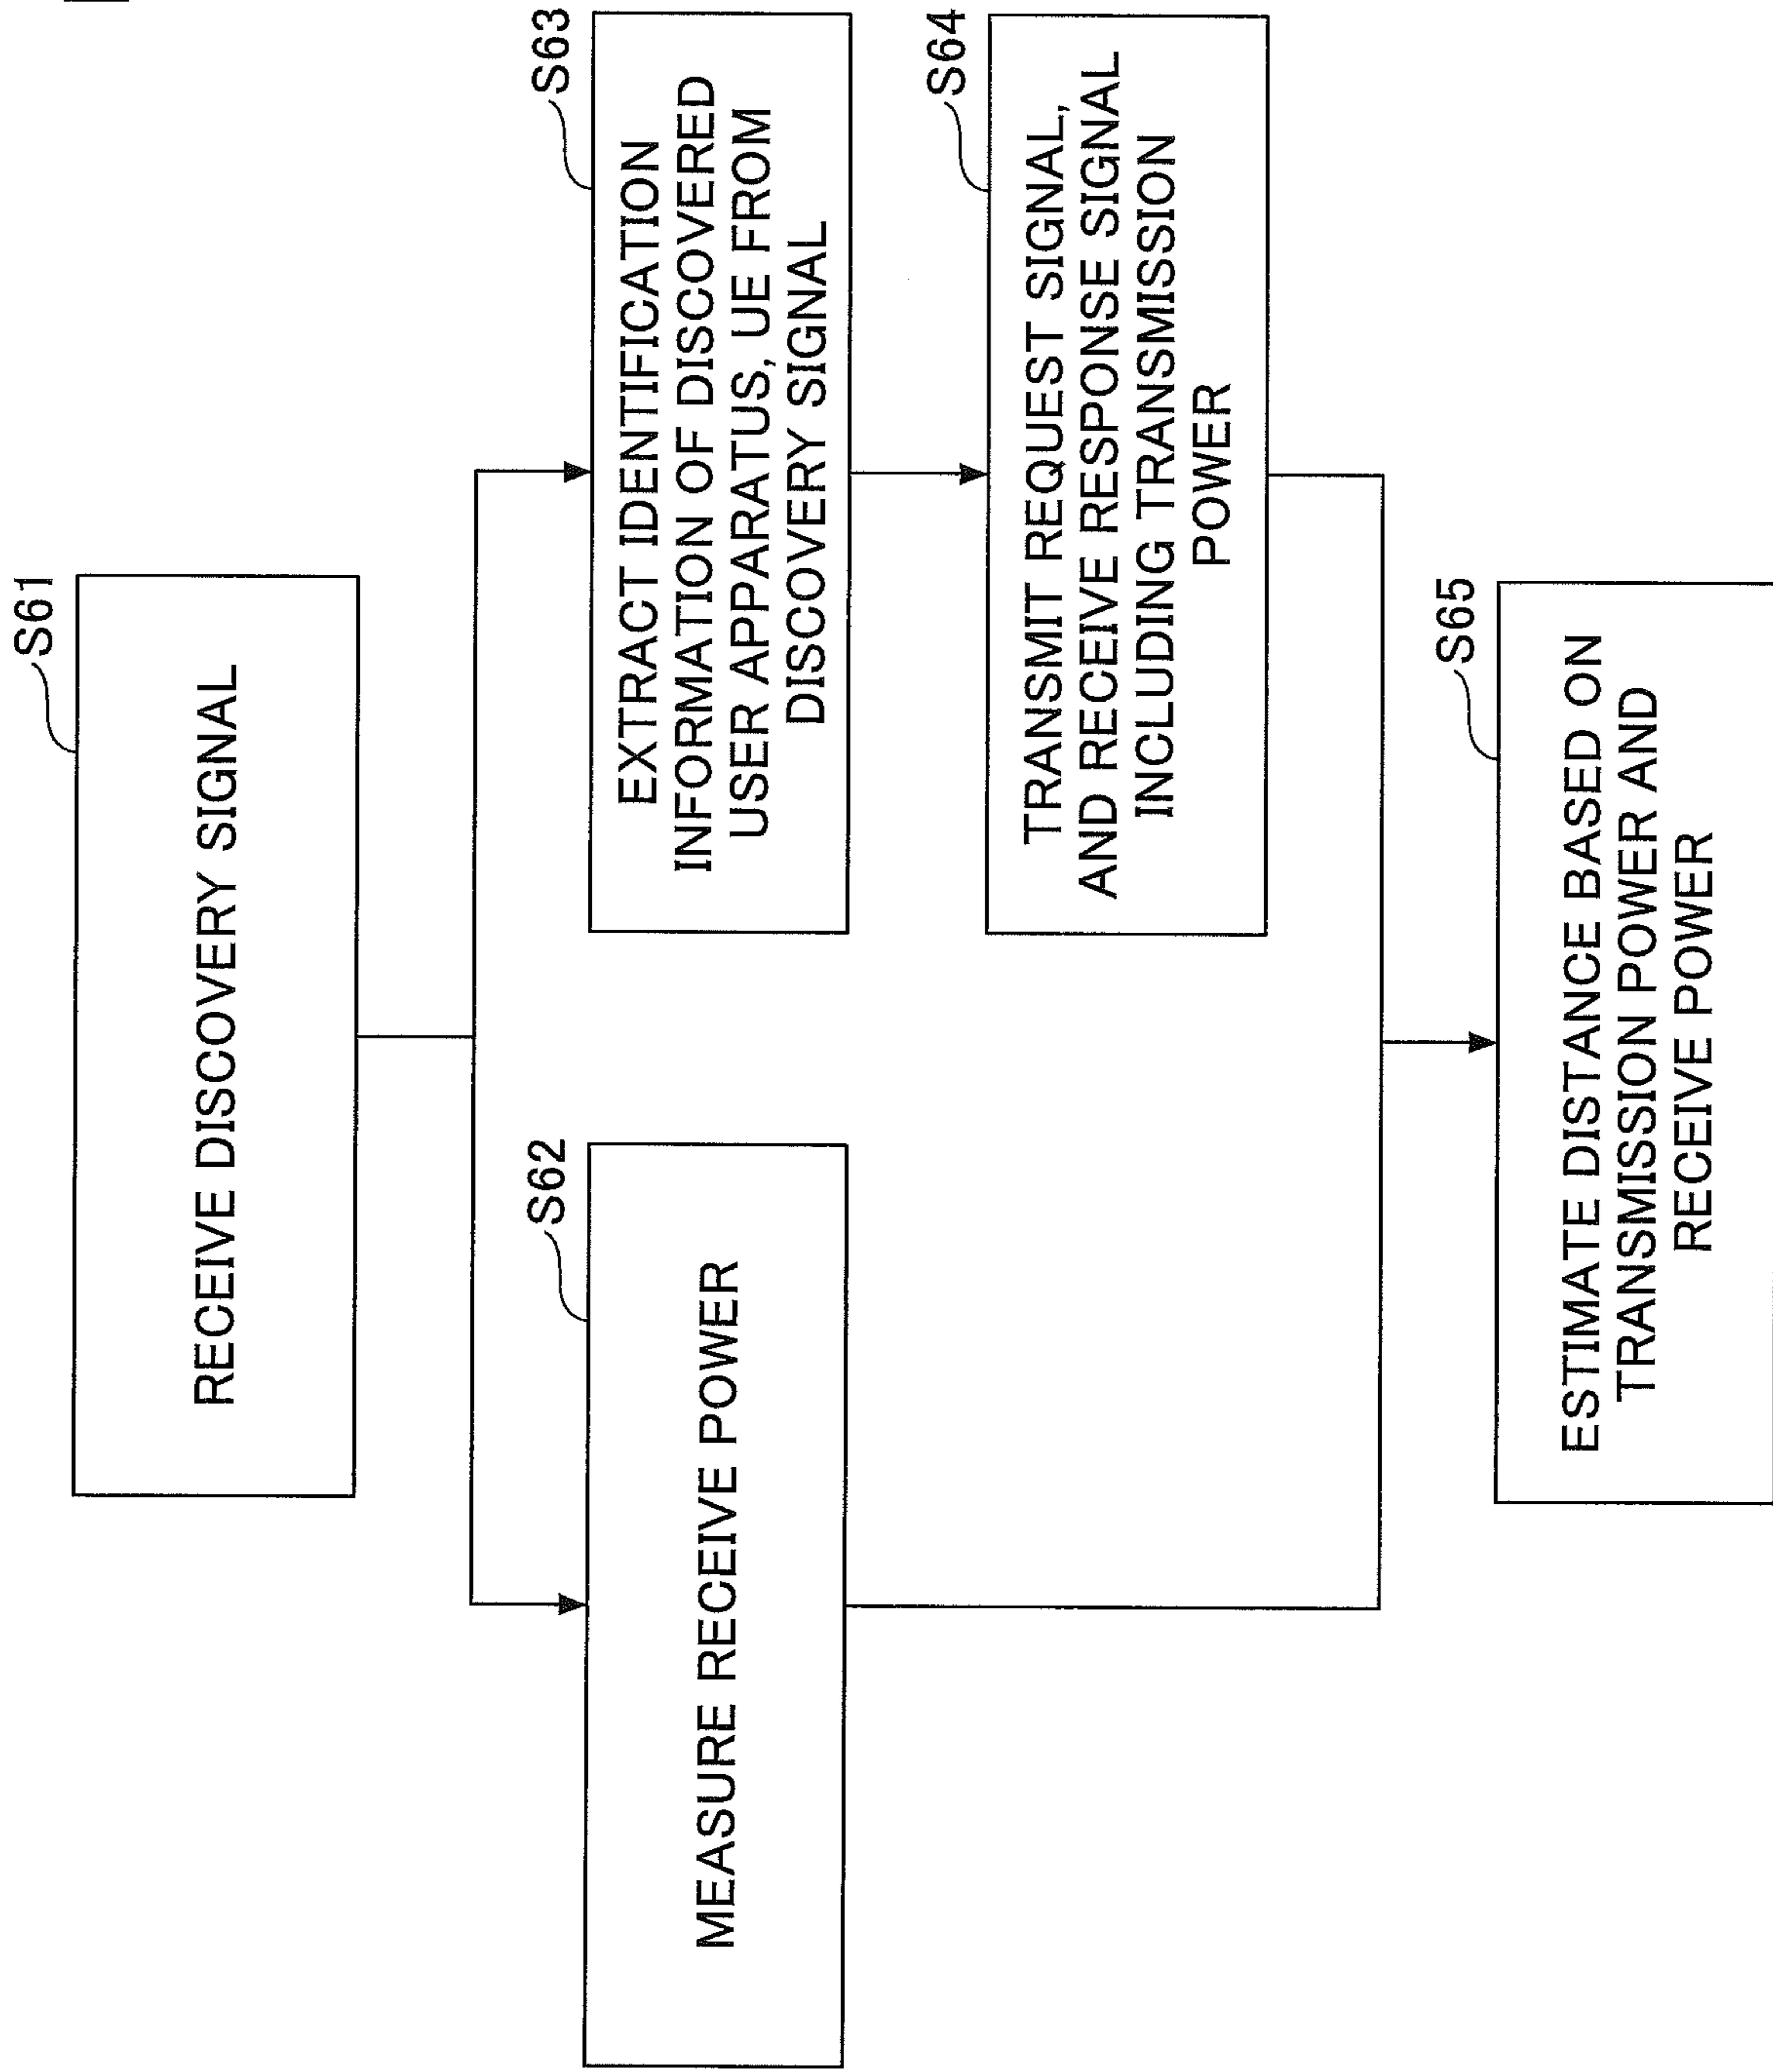 S61
RECEIVE DISCOVERY SIGNAL
S62
MEASURE RECEIVE POWER
S63
EXTRACT IDENTIFICATION
INFORMATION OF DISCOVERED
USER APPARATUS, UE FROM
DISCOVERY SIGNAL
S64
TRANSMIT REQUEST SIGNAL,
AND RECEIVE RESPONSE SIGNAL
INCLUDING TRANSMISSION
POWER
S65
ESTIMATE DISTANCE BASED ON
TRANSMISSION POWER AND
RECEIVE POWER